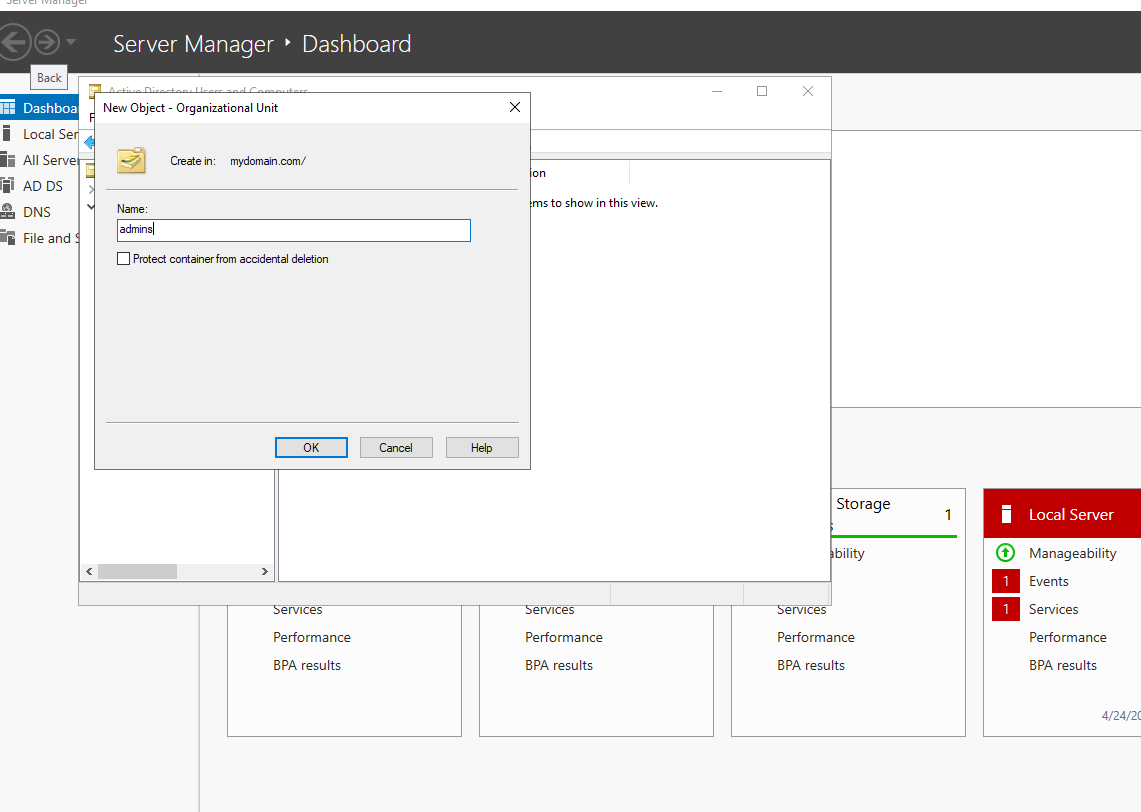 Server Manager
Server Manager Dashboard
Back
Active Directory Users and Computers
New Object - Organizational Unit
Create in: mydomain.com/
Name:
admins
Protect container from accidental deletion
OK Cancel Help
Dashboa
Local Ser
All Server
AD DS
DNS
File and S
ion
ems to show in this view.
Services
Performance
BPA results
Services
Performance
BPA results
Storage
1
ability
Services
Performance
BPA results
Local Server
Manageability
1 Events
1 Services
Performance
BPA results
4/24/20